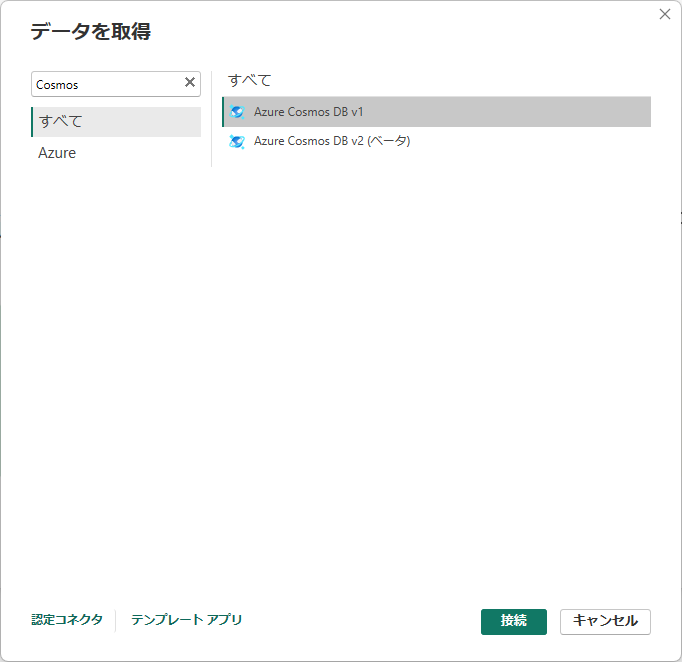 データを取得
Cosmos
すべて
Azure
すべて
Azure Cosmos DB v1
Azure Cosmos DB v2 (ベータ)
認定コネクタ
テンプレート アプリ
接続
キャンセル